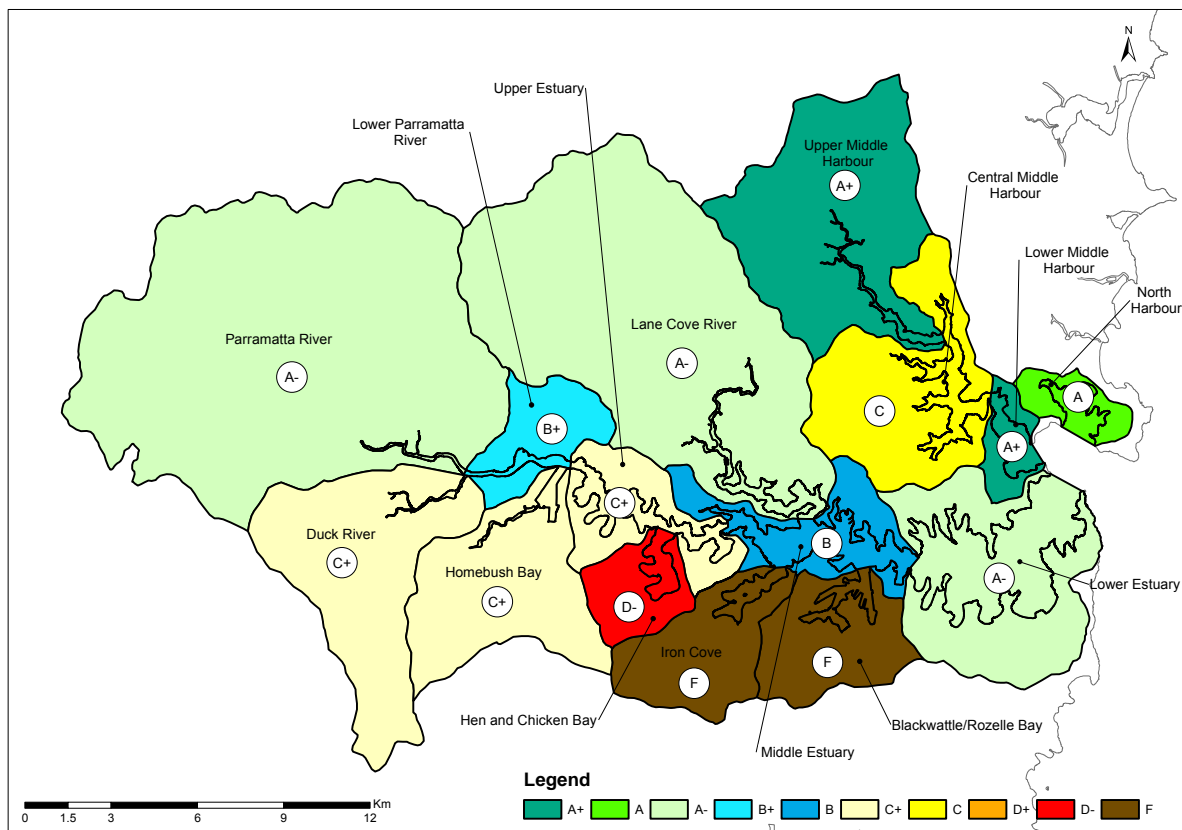 N
Upper Estuary
Lower Parramatta
River
Upper Middle
Harbour
A+
Central Middle
Harbour
Lower Middle
Harbour
North
Harbour
Parramatta River
A-
Lane Cove River
A-
B+
C
A
A+
C+
Duck River
C+
Homebush Bay
C+
B
A-
Lower Estuary
D-
Iron Cove
F
F
Hen and Chicken Bay
Middle Estuary
Blackwattle/Rozelle Bay
Legend
A+ A A- B+ B C+ C D+ D- F
Km
0 1.5 3 6 9 12